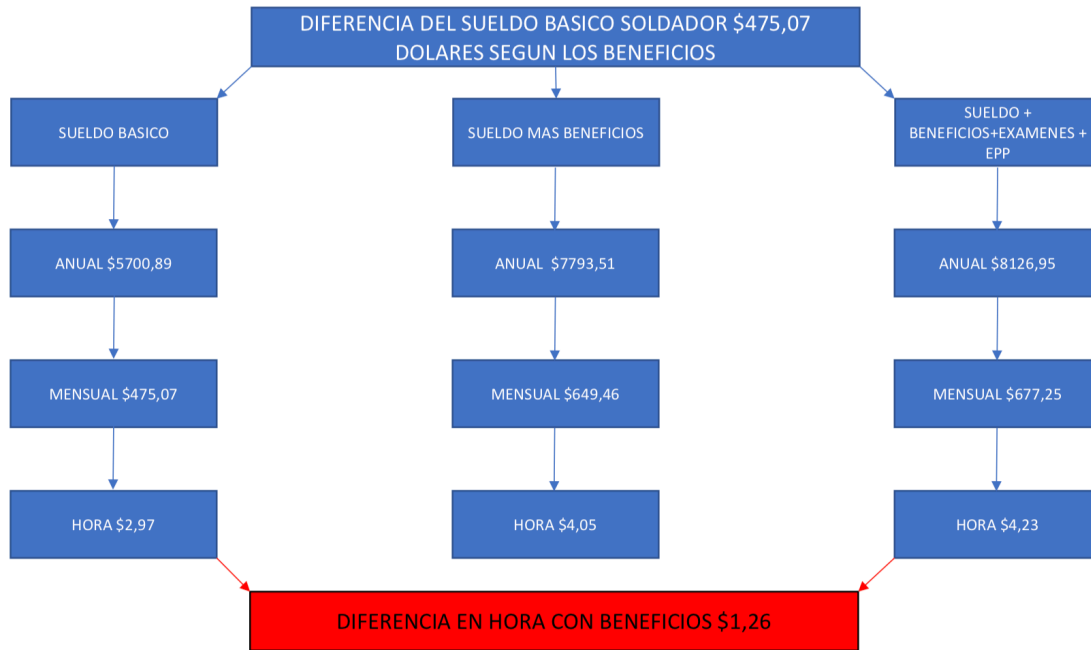 DIFERENCIA DEL SUELDO BASICO SOLDADOR $475,07
DOLARES SEGUN LOS BENEFICIOS
SUELDO BASICO
SUELDO MAS BENEFICIOS
SUELDO +
BENEFICIOS+EXAMENES +
EPP
ANUAL $5700,89
ANUAL $7793,51
ANUAL $8126,95
MENSUAL $475,07
MENSUAL $649,46
MENSUAL $677,25
HORA $2,97
HORA $4,05
HORA $4,23
DIFERENCIA EN HORA CON BENEFICIOS $1,26